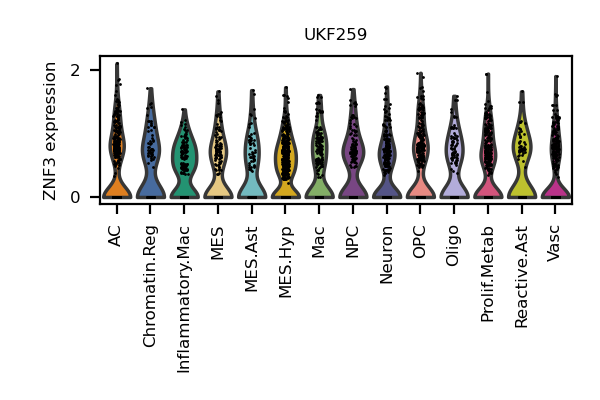 UKF259
ZNF3 expression
2
0
AC
Chromatin.Reg
Inflammatory.Mac
MES
MES.Ast
MES.Hyp
Mac
NPC
Neuron
OPC
Oligo
Prolif.Metab
Reactive.Ast
Vasc